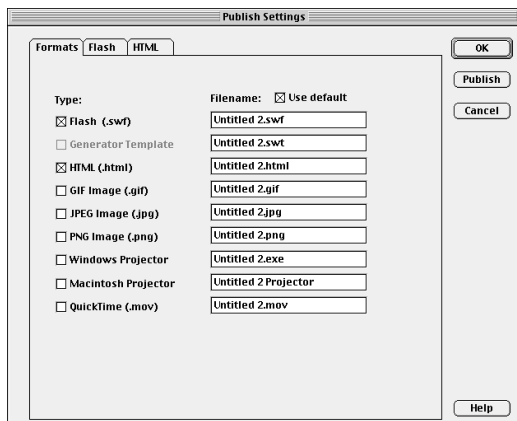 Publish Settings
Formats Flash HTML
OK
Publish
Cancel
Type: Filename: Use default
Flash (.swf) Untitled 2.swf
Generator Template Untitled 2.swt
HTML (.html) Untitled 2.html
GIF Image (.gif) Untitled 2.gif
JPEG Image (.jpg) Untitled 2.jpg
PNG Image (.png) Untitled 2.png
Windows Projector Untitled 2.exe
Macintosh Projector Untitled 2 Projector
QuickTime (.mov) Untitled 2.mov
Help